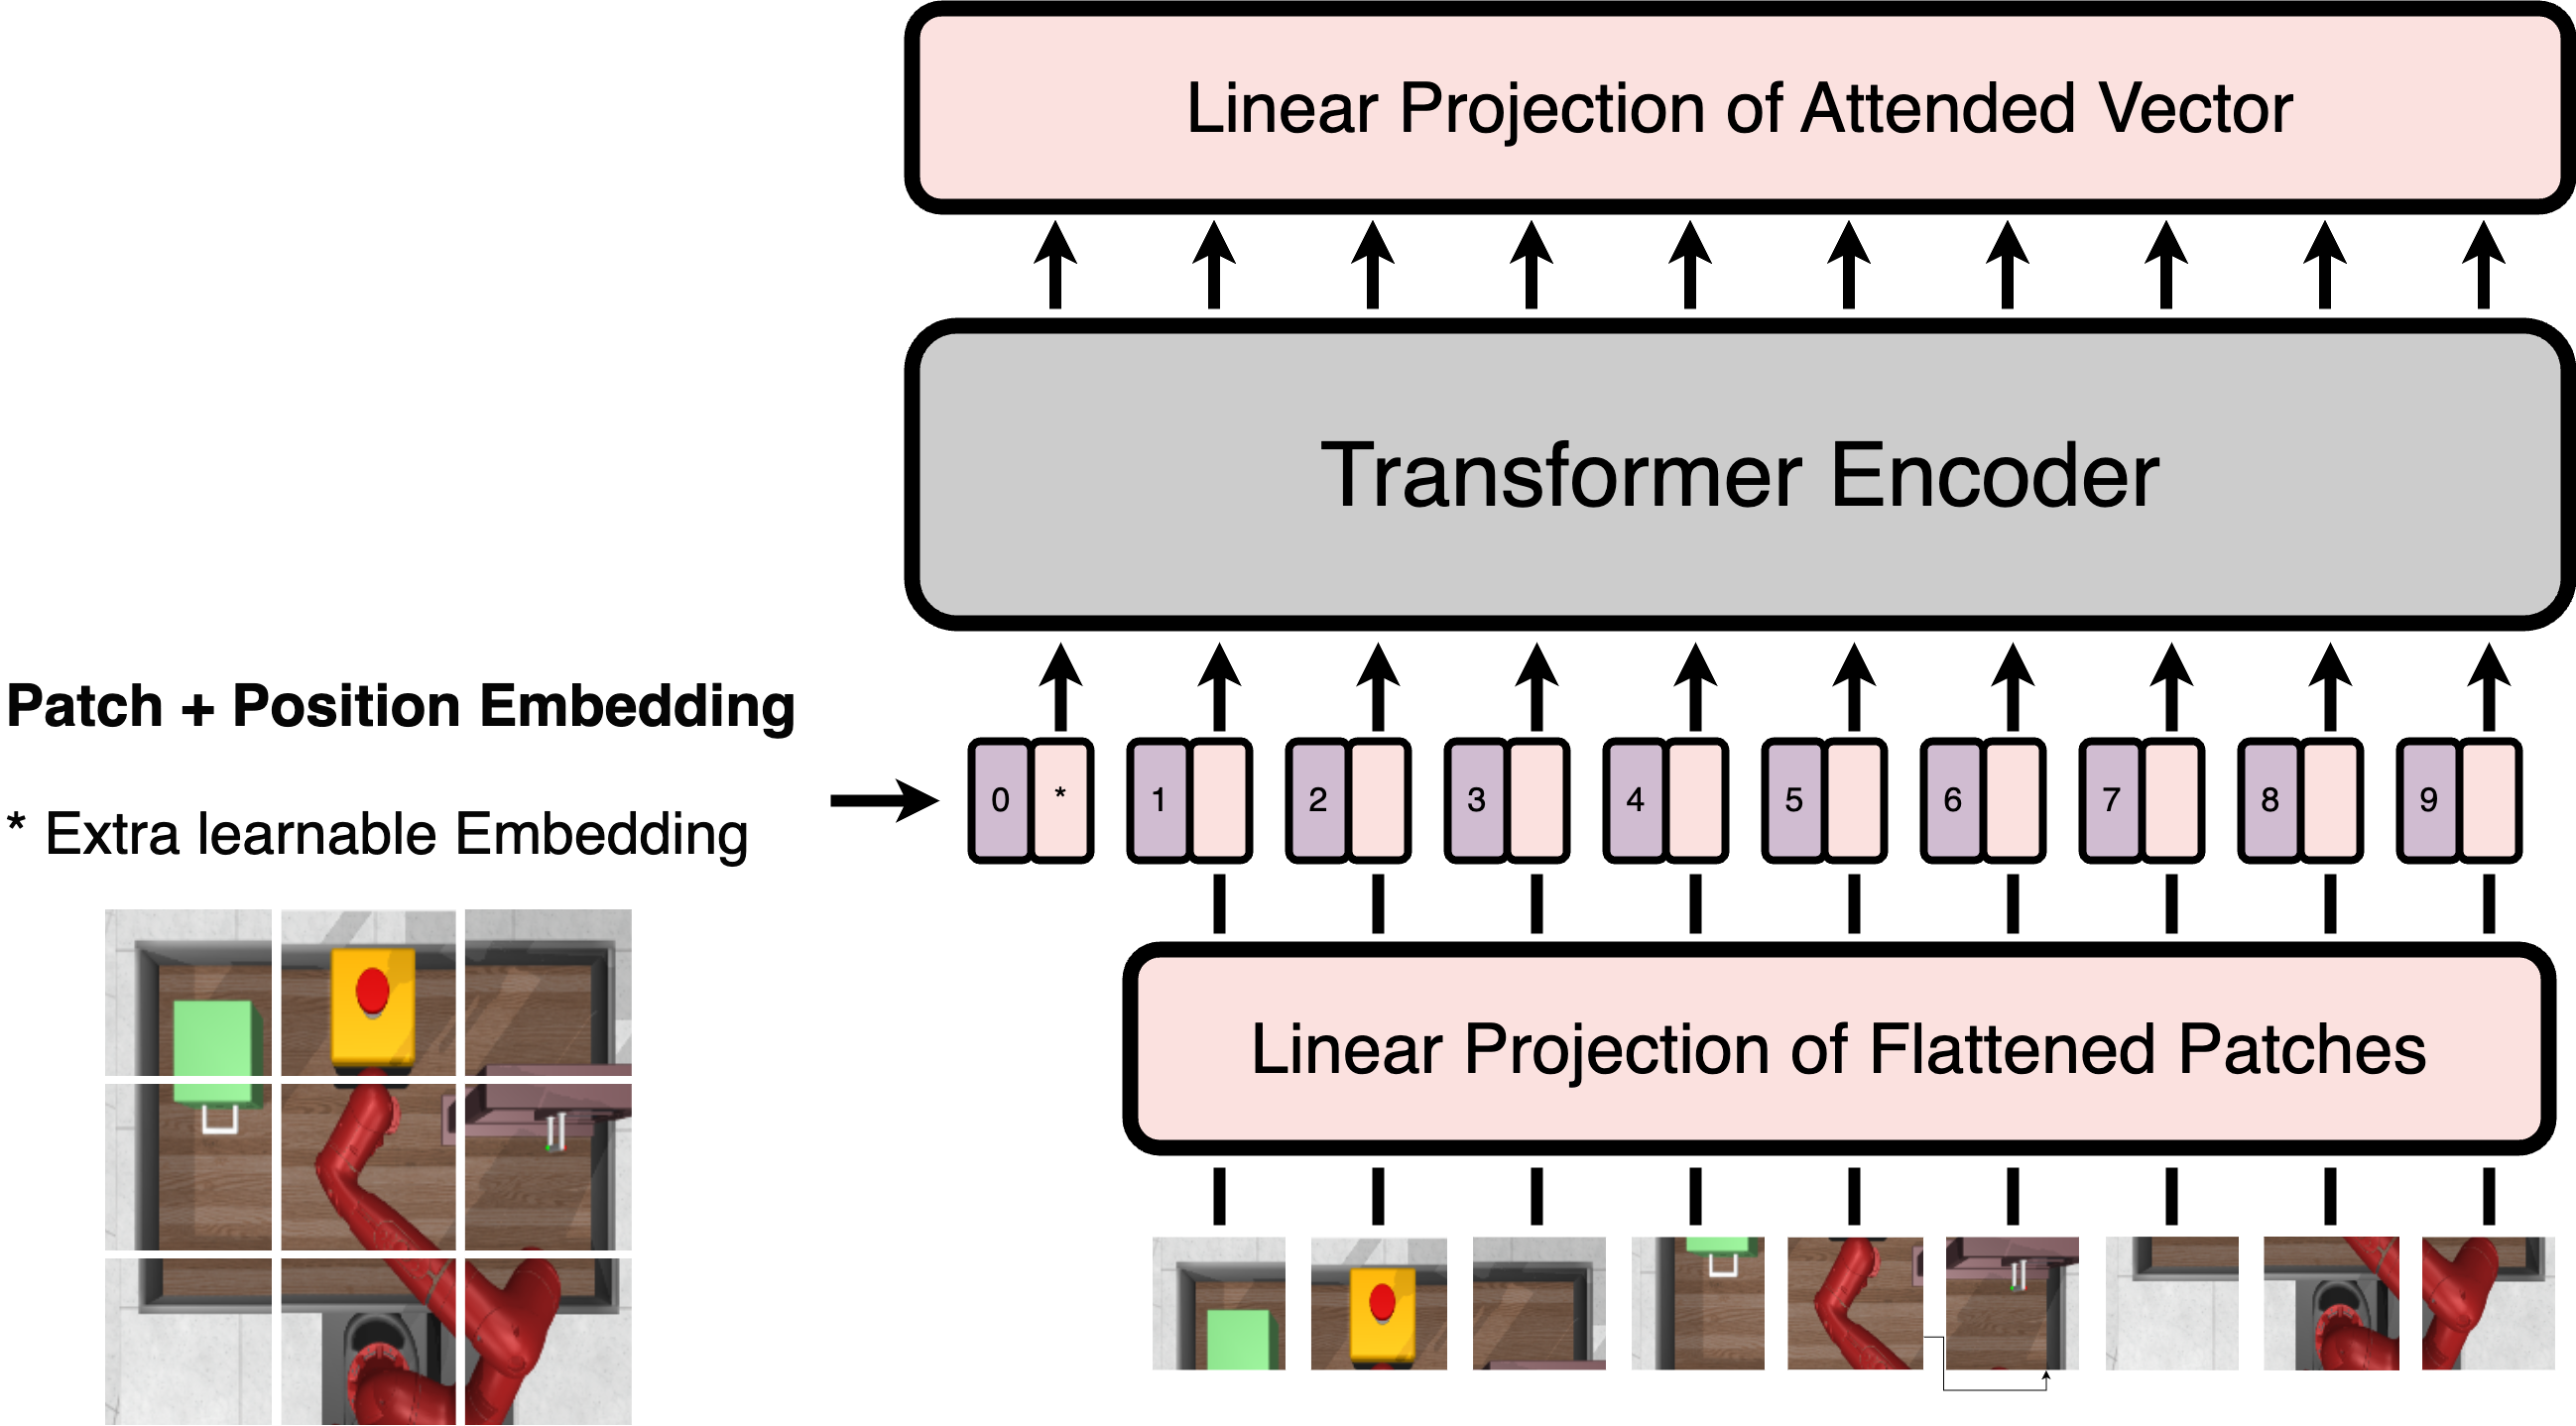 Linear Projection of Attended Vector
Transformer Encoder
Patch + Position Embedding
* Extra learnable Embedding
0 * 1 2 3 4 5 6 7 8 9
Linear Projection of Flattened Patches